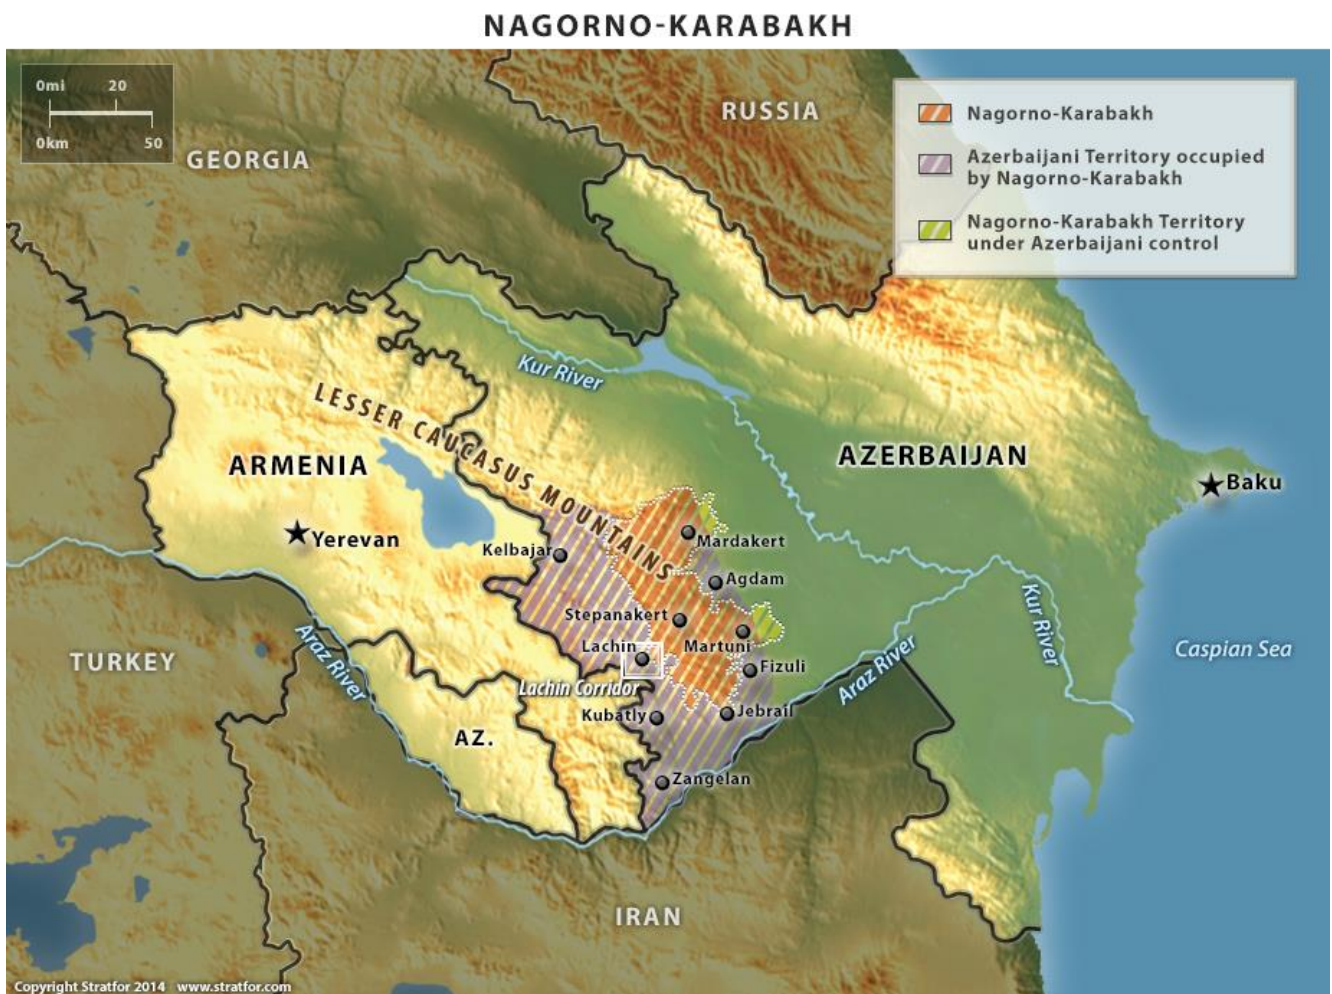 NAGORNO-KARABAKH
0mi 20
0km 50
GEORGIA
RUSSIA
Nagorno-Karabakh
Azerbaijani Territory occupied
by Nagorno-Karabakh
Nagorno-Karabakh Territory
under Azerbaijani control
Kur River
LESSER CAUCASUS MOUNTAINS
ARMENIA
AZERBAIJAN
Baku
Yerevan
Kelbajar
Mardakert
Agdam
Stepanakert
Martuni
Lachin
Fizuli
Lachin Corridor
Kubatly
Jebrail
Zangelan
TURKEY
Araz River
Araz River
Kur River
Caspian Sea
AZ.
IRAN
Copyright Stratfor 2014 www.stratfor.com